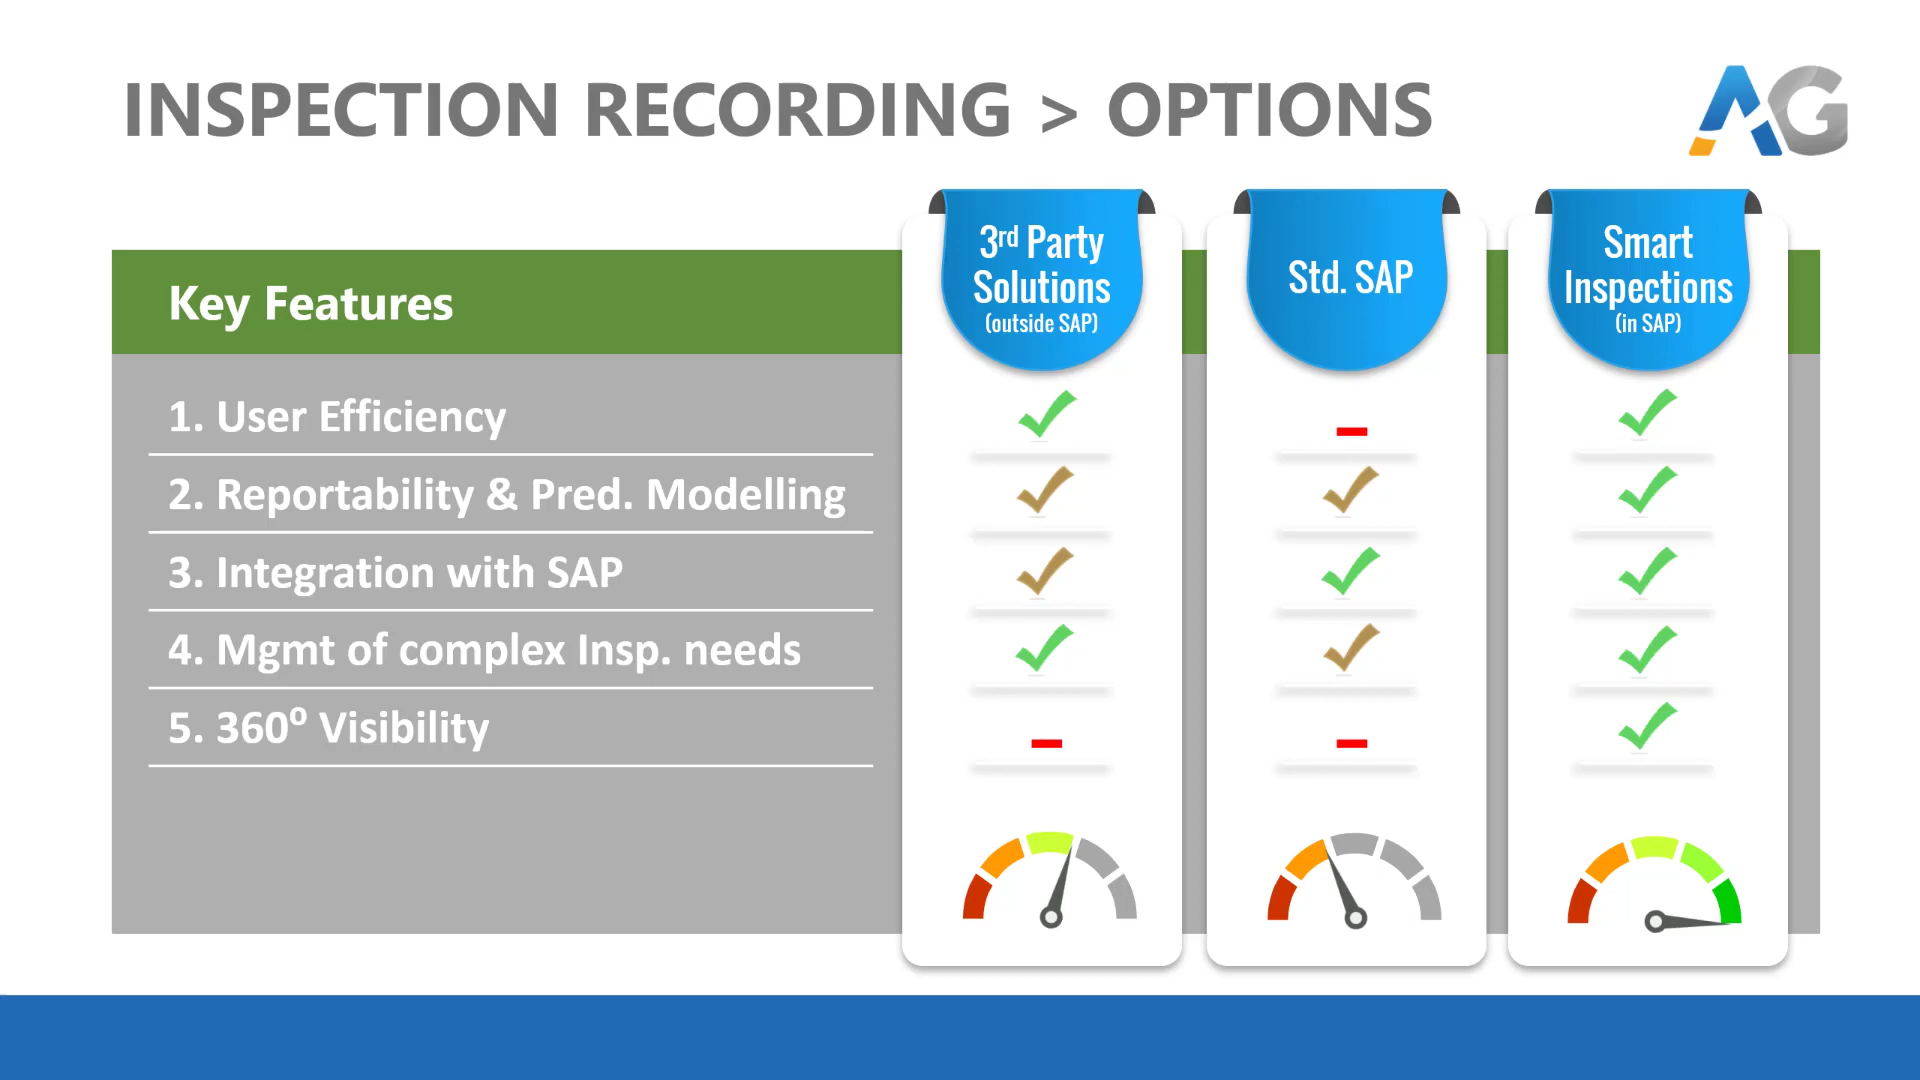 INSPECTION RECORDING > OPTIONS
AG
Key Features
3rd Party
Solutions
(outside SAP)
Std. SAP
Smart
Inspections
(in SAP)
1. User Efficiency
2. Reportability & Pred. Modelling
3. Integration with SAP
4. Mgmt of complex Insp. needs
5. 360⁰ Visibility